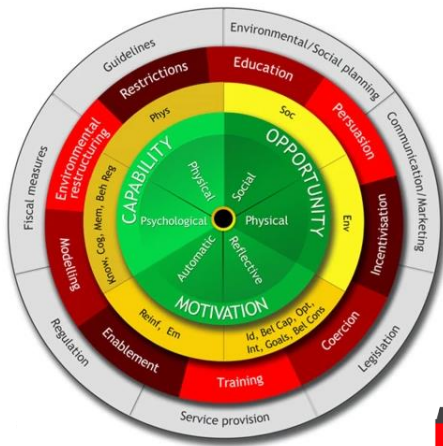 Environmental/Social planning
Communication/Marketing
Legislation
Service provision
Regulation
Fiscal measures
Guidelines
Education
Persuasion
Incentivisation
Coercion
Training
Enablement
Modelling
Environmental
restructuring
Restrictions
Soc
Env
Id, Bel Cap, Opt,
Int, Goals, Bel Cons
Reinf, Em
Know, Cog, Mem, Beh Reg
Phys
CAPABILITY
OPPORTUNITY
MOTIVATION
Physical
Social
Psychological
Physical
Automatic
Reflective